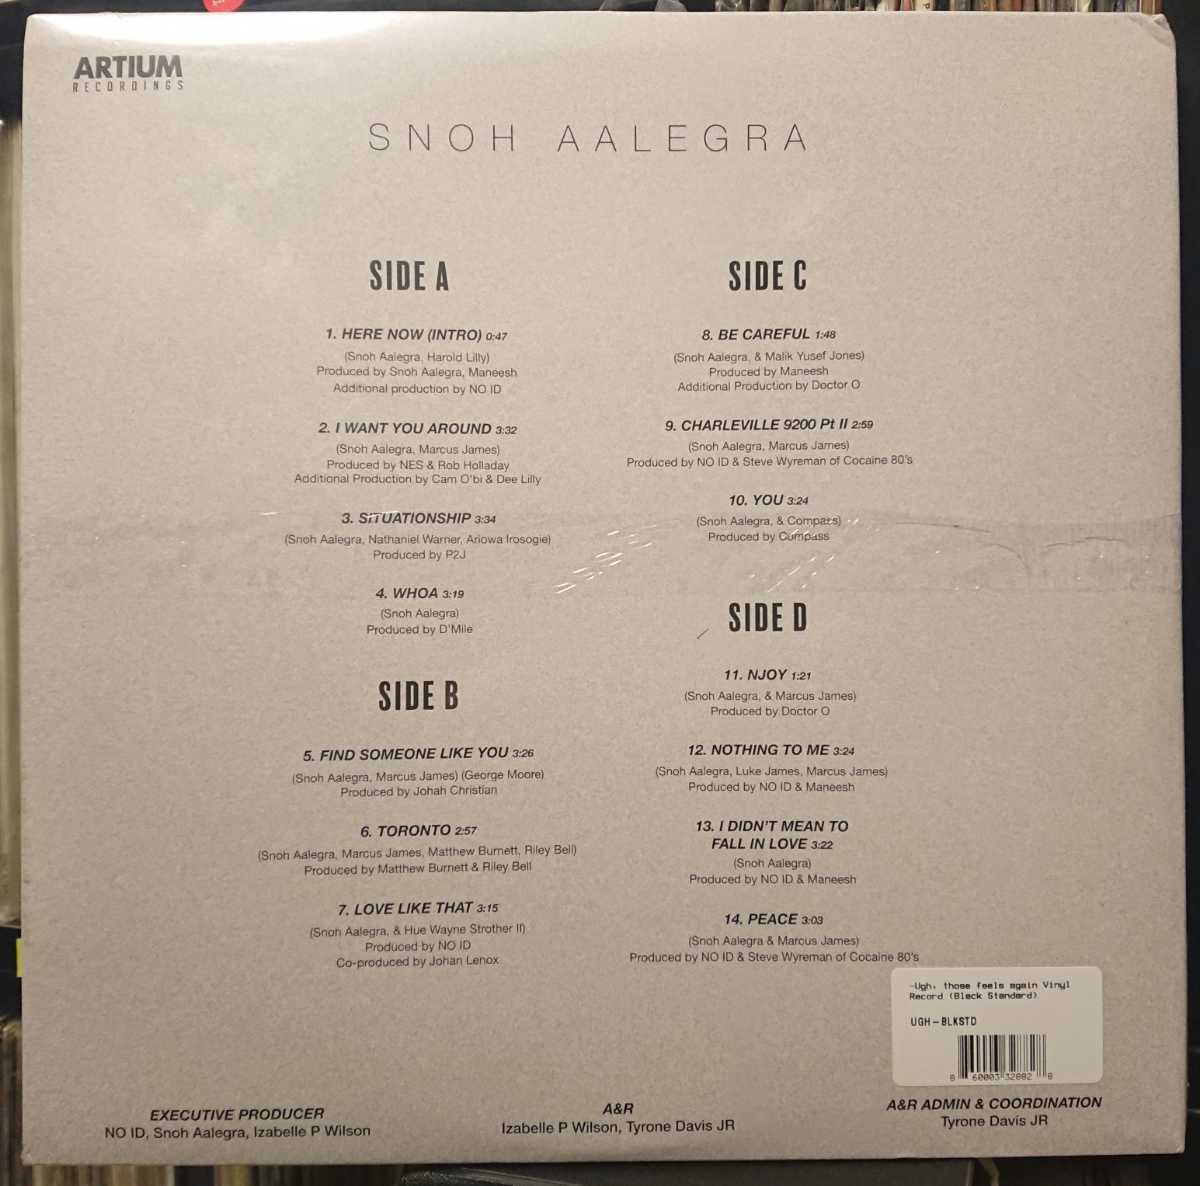 ARTIUM
RECORDINGS
SNOH AALEGRA
SIDE A
1. HERE NOW (INTRO) 0:47
(Snoh Aalegra, Harold Lilly)
Produced by Snoh Aalegra, Maneesh
Additional production by NO ID
2. I WANT YOU AROUND 3:32
(Snoh Aalegra, Marcus James)
Produced by NES & Rob Holladay
Additional Production by Cam O'bi & Dee Lilly
3. SITUATIONSHIP 3:34
(Snoh Aalegra, Nathaniel Warner, Ariowa Irosogie)
Produced by P2J
4. WHOA 3:19
(Snoh Aalegra)
Produced by D'Mile
SIDE B
5. FIND SOMEONE LIKE YOU 3:26
(Snoh Aalegra, Marcus James) (George Moore)
Produced by Johah Christian
6. TORONTO 2:57
(Snoh Aalegra, Marcus James, Matthew Burnett, Riley Bell)
Produced by Matthew Burnett & Riley Bell
7. LOVE LIKE THAT 3:15
(Snoh Aalegra, & Hue Wayne Strother II)
Produced by NO ID
Co-produced by Johan Lenox
SIDE C
8. BE CAREFUL 1:48
(Snoh Aalegra, & Malik Yusef Jones)
Produced by Maneesh
Additional Production by Doctor O
9. CHARLEVILLE 9200 Pt II 2:59
(Snoh Aalegra, Marcus James)
Produced by NO ID & Steve Wyreman of Cocaine 80's
10. YOU 3:24
(Snoh Aalegra, & Compass)
Produced by Compass
SIDE D
11. NJOY 1:21
(Snoh Aalegra, & Marcus James)
Produced by Doctor O
12. NOTHING TO ME 3:24
(Snoh Aalegra, Luke James, Marcus James)
Produced by NO ID & Maneesh
13. I DIDN'T MEAN TO
FALL IN LOVE 3:22
(Snoh Aalegra)
Produced by NO ID & Maneesh
14. PEACE 3:03
(Snoh Aalegra & Marcus James)
Produced by NO ID & Steve Wyreman of Cocaine 80's
-Ugh, those feels again Vinyl
Record (Black Standard)
UGH-BLKSTD
8 60003 32882 8
EXECUTIVE PRODUCER
NO ID, Snoh Aalegra, Izabelle P Wilson
A&R
Izabelle P Wilson, Tyrone Davis JR
A&R ADMIN & COORDINATION
Tyrone Davis JR